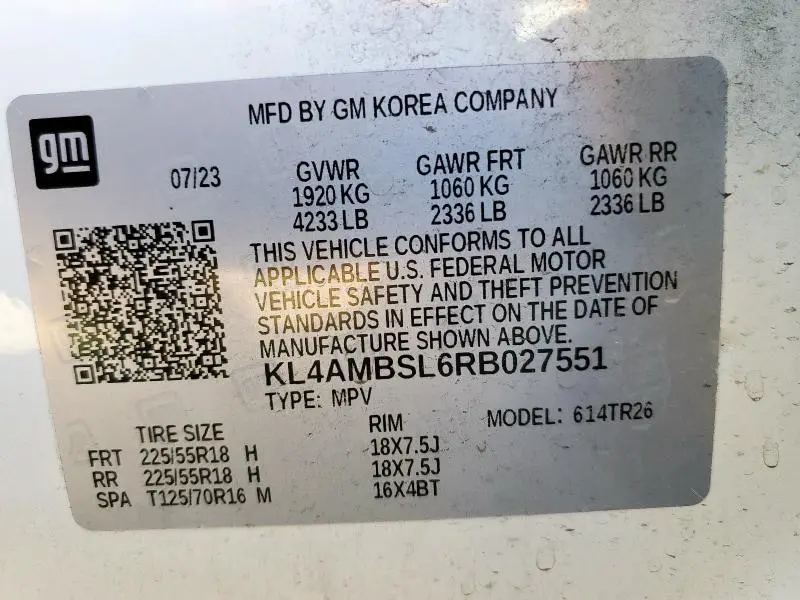 MFD BY GM KOREA COMPANY
gm
07/23
GVWR GAWR FRT GAWR RR
1920 KG 1060 KG 1060 KG
4233 LB 2336 LB 2336 LB
THIS VEHICLE CONFORMS TO ALL
APPLICABLE U.S. FEDERAL MOTOR
VEHICLE SAFETY AND THEFT PREVENTION
STANDARDS IN EFFECT ON THE DATE OF
MANUFACTURE SHOWN ABOVE.
KL4AMBSL6RB027551
TYPE: MPV
MODEL: 614TR26
TIRE SIZE RIM
FRT 225/55R18 H 18X7.5J
RR 225/55R18 H 18X7.5J
SPA T125/70R16 M 16X4BT